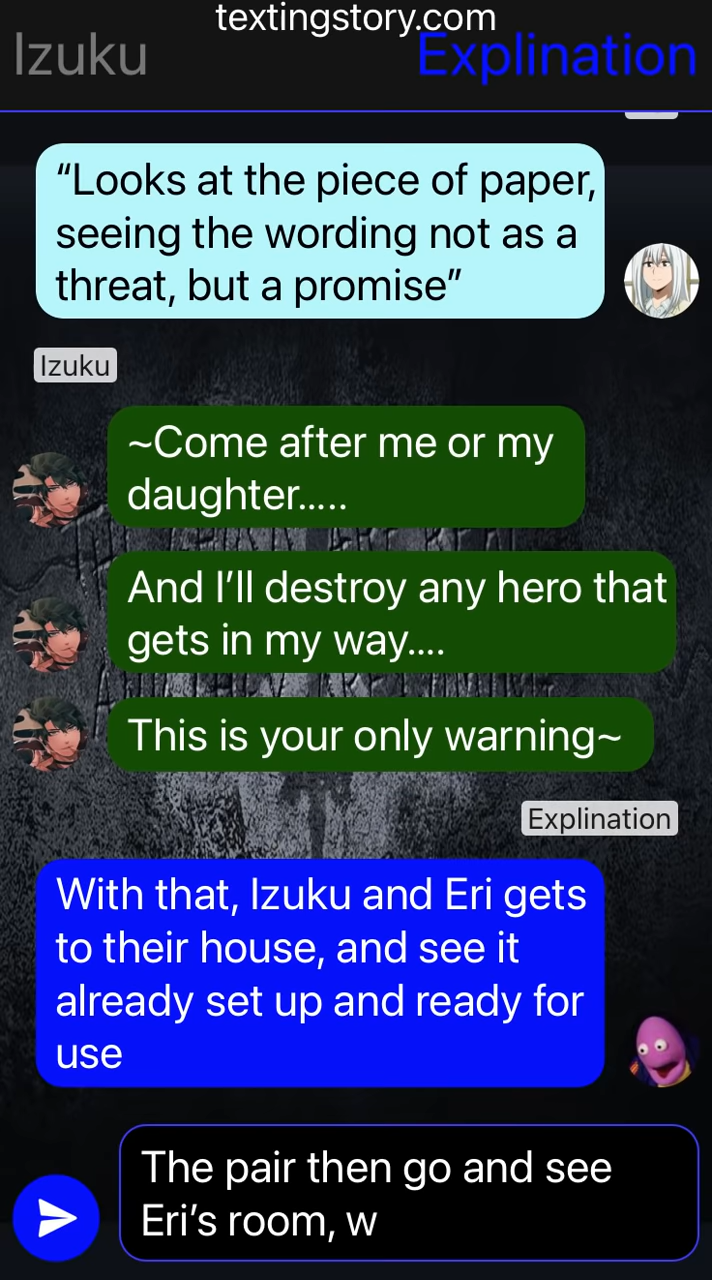 textingstory.com
Izuku
Explination
“Looks at the piece of paper,
seeing the wording not as a
threat, but a promise”
Izuku
~Come after me or my
daughter.....
And I’ll destroy any hero that
gets in my way....
This is your only warning~
Explination
With that, Izuku and Eri gets
to their house, and see it
already set up and ready for
use
The pair then go and see
Eri’s room, w